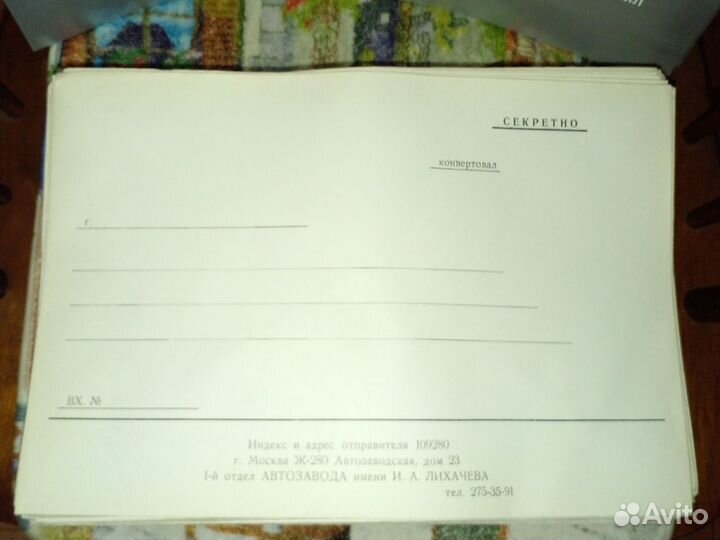 СЕКРЕТНО
конвертовал
г.
ВХ. №
Индекс и адрес отправителя 109280
г. Москва Ж-280 Автозаводская, дом 23
1-й отдел АВТОЗАВОДА имени И. А. ЛИХАЧЕВА
тел. 275-35-91
Avito